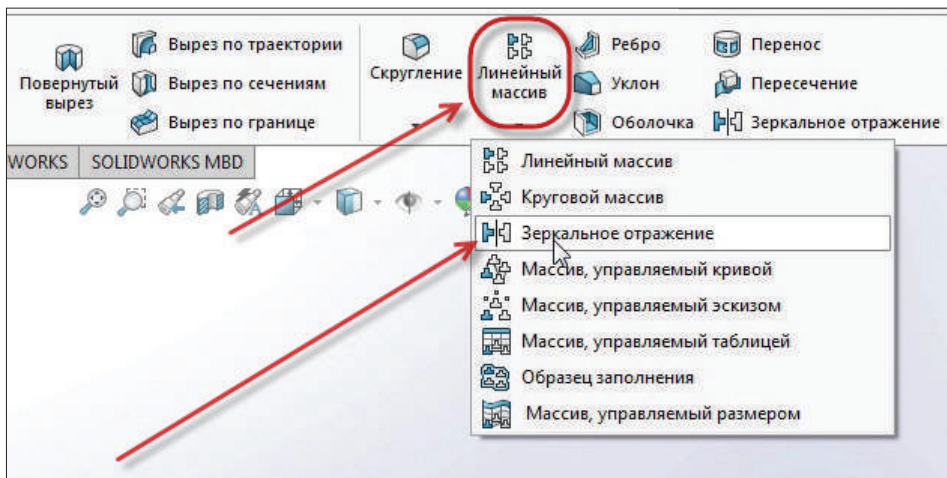 Повернутый вырез
Вырез по траектории
Вырез по сечениям
Вырез по границе
Скругление
Линейный массив
Ребро
Уклон
Оболочка
Перенос
Пересечение
Зеркальное отражение
WORKS
SOLIDWORKS MBD
Линейный массив
Круговой массив
Зеркальное отражение
Массив, управляемый кривой
Массив, управляемый эскизом
Массив, управляемый таблицей
Образец заполнения
Массив, управляемый размером